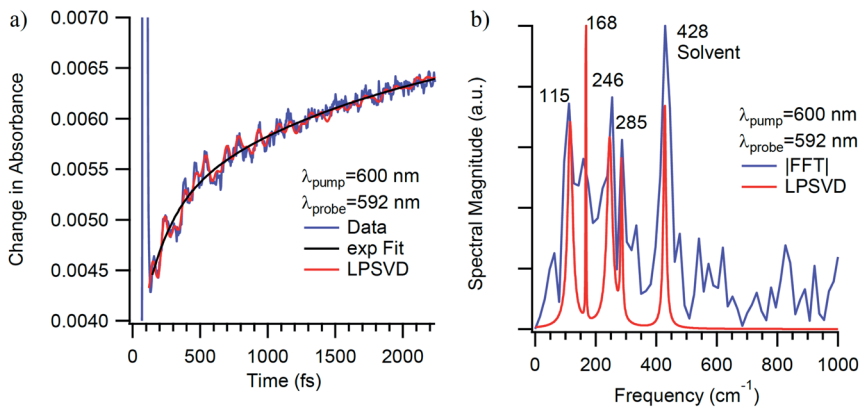 a)
0.0070
0.0065
0.0060
0.0055
0.0050
0.0045
0.0040
Change in Absorbance
0
500
1000
1500
2000
Time (fs)
λpump=600 nm
λprobe=592 nm
Data
exp Fit
LPSVD
b)
Spectral Magnitude (a.u.)
115
168
246
285
428
Solvent
λpump=600 nm
λprobe=592 nm
|FFT|
LPSVD
0
200
400
600
800
1000
Frequency (cm⁻¹)